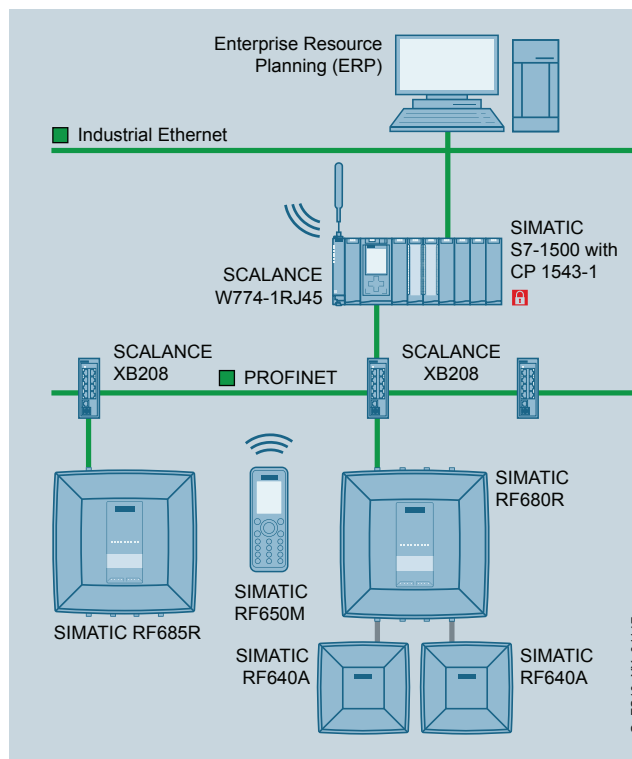 Enterprise Resource
Planning (ERP)
Industrial Ethernet
SIMATIC
S7-1500 with
CP 1543-1
SCALANCE
W774-1RJ45
SCALANCE
XB208
PROFINET
SCALANCE
XB208
SIMATIC
RF680R
SIMATIC
RF650M
SIMATIC RF685R
SIMATIC
RF640A
SIMATIC
RF640A